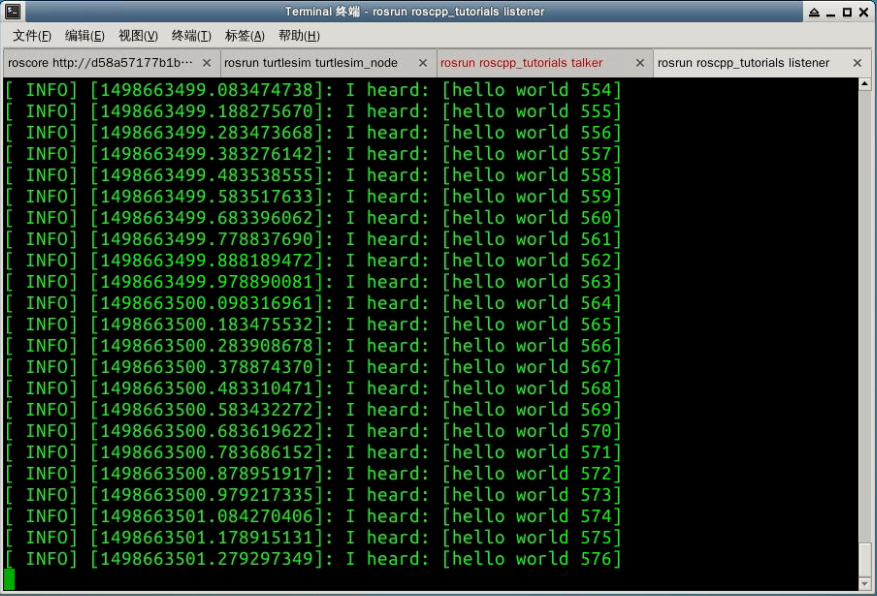 Terminal 终端 - rosrun roscpp_tutorials listener
文件(F) 编辑(E) 视图(V) 终端(T) 标签(A) 帮助(H)
roscore http://d58a57177b1b··· × rosrun turtlesim turtlesim_node × rosrun roscpp_tutorials talker × rosrun roscpp_tutorials listener ×
[ INFO] [1498663499.083474738]: I heard: [hello world 554]
[ INFO] [1498663499.188275670]: I heard: [hello world 555]
[ INFO] [1498663499.283473668]: I heard: [hello world 556]
[ INFO] [1498663499.383276142]: I heard: [hello world 557]
[ INFO] [1498663499.483538555]: I heard: [hello world 558]
[ INFO] [1498663499.583517633]: I heard: [hello world 559]
[ INFO] [1498663499.683396062]: I heard: [hello world 560]
[ INFO] [1498663499.778837690]: I heard: [hello world 561]
[ INFO] [1498663499.888189472]: I heard: [hello world 562]
[ INFO] [1498663499.978890081]: I heard: [hello world 563]
[ INFO] [1498663500.098316961]: I heard: [hello world 564]
[ INFO] [1498663500.183475532]: I heard: [hello world 565]
[ INFO] [1498663500.283908678]: I heard: [hello world 566]
[ INFO] [1498663500.378874370]: I heard: [hello world 567]
[ INFO] [1498663500.483310471]: I heard: [hello world 568]
[ INFO] [1498663500.583432272]: I heard: [hello world 569]
[ INFO] [1498663500.683619622]: I heard: [hello world 570]
[ INFO] [1498663500.783686152]: I heard: [hello world 571]
[ INFO] [1498663500.878951917]: I heard: [hello world 572]
[ INFO] [1498663500.979217335]: I heard: [hello world 573]
[ INFO] [1498663501.084270406]: I heard: [hello world 574]
[ INFO] [1498663501.178915131]: I heard: [hello world 575]
[ INFO] [1498663501.279297349]: I heard: [hello world 576]